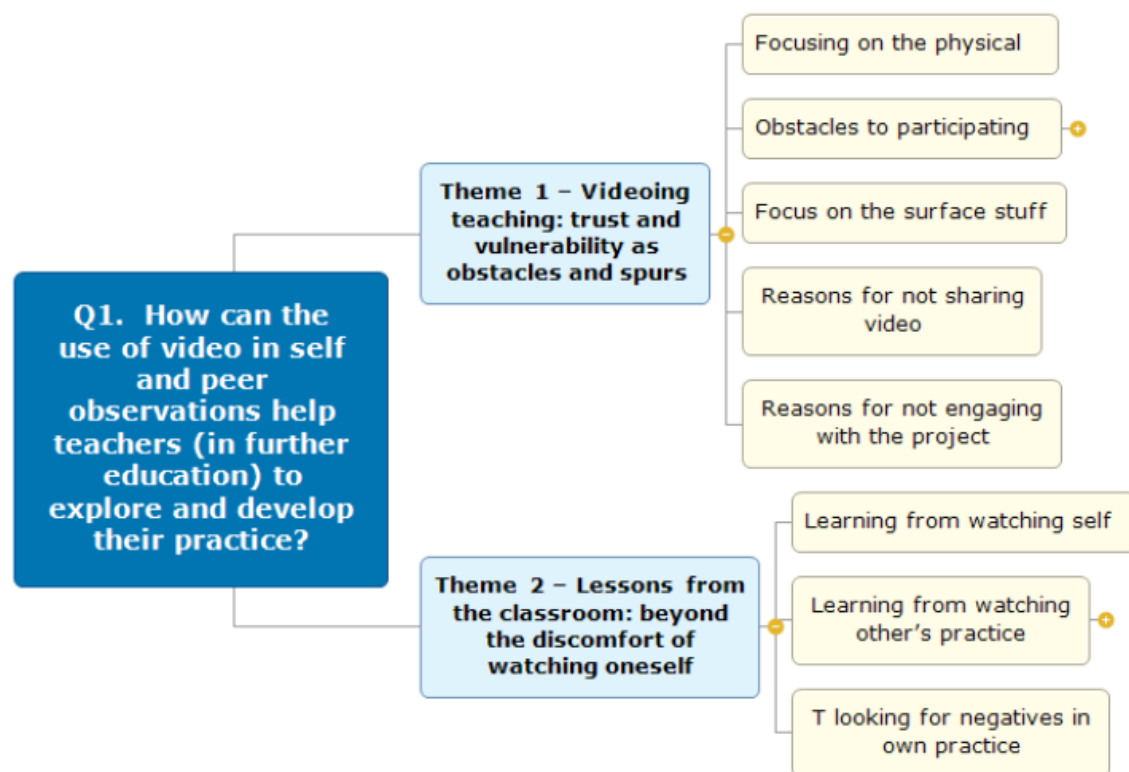 Q1. How can the
use of video in self
and peer
observations help
teachers (in further
education) to
explore and develop
their practice?
Theme 1 – Videoing
teaching: trust and
vulnerability as
obstacles and spurs
Focusing on the physical
Obstacles to participating
Focus on the surface stuff
Reasons for not sharing
video
Reasons for not engaging
with the project
Theme 2 – Lessons from
the classroom: beyond
the discomfort of
watching oneself
Learning from watching self
Learning from watching
other’s practice
T looking for negatives in
own practice